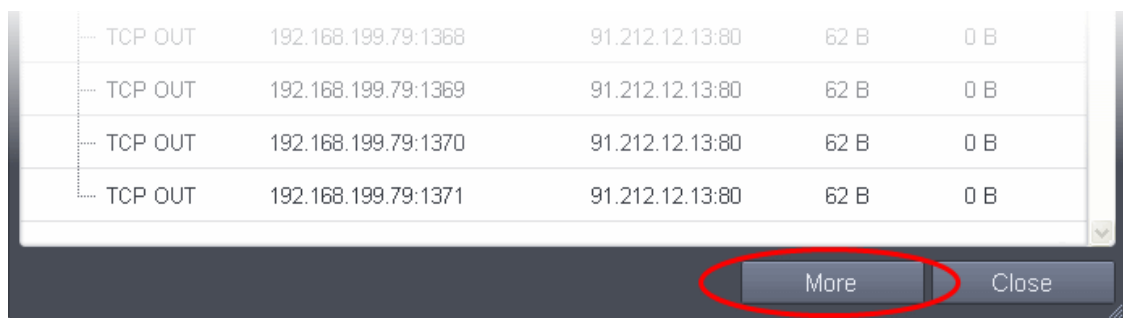 TCP OUT 192.168.199.79:1368 91.212.12.13:80 62 B 0 B
TCP OUT 192.168.199.79:1369 91.212.12.13:80 62 B 0 B
TCP OUT 192.168.199.79:1370 91.212.12.13:80 62 B 0 B
TCP OUT 192.168.199.79:1371 91.212.12.13:80 62 B 0 B
More Close